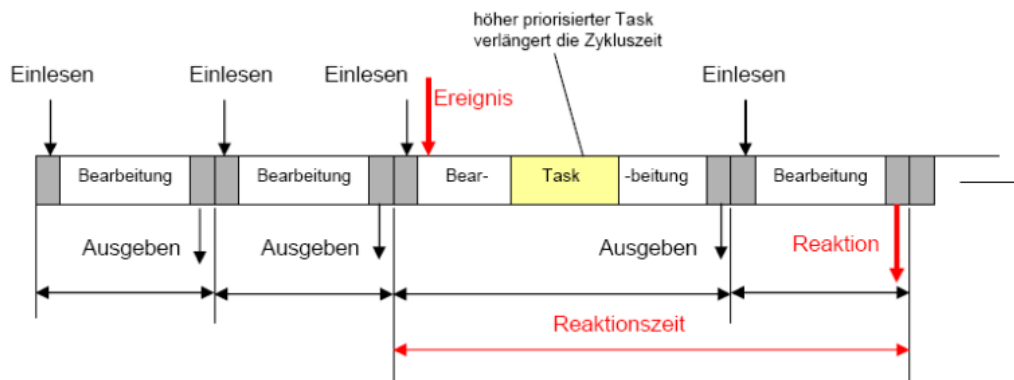 höher priorisierter Task
verlängert die Zykluszeit
Einlesen
Einlesen
Einlesen
Einlesen
Ereignis
Bearbeitung
Bearbeitung
Bear-
Task
-beitung
Bearbeitung
Ausgeben
Ausgeben
Ausgeben
Reaktion
Reaktionszeit